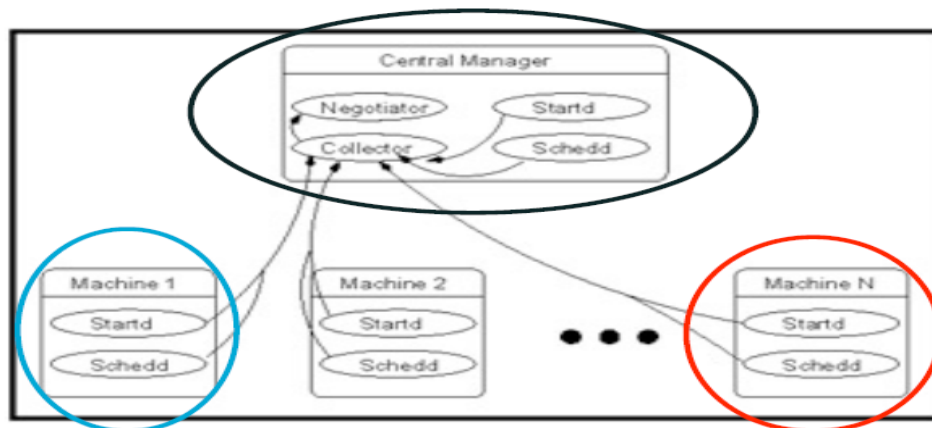 Central Manager
Negotiator
Startd
Collector
Schedd
Machine 1
Startd
Schedd
Machine 2
Startd
Schedd
Machine N
Startd
Schedd